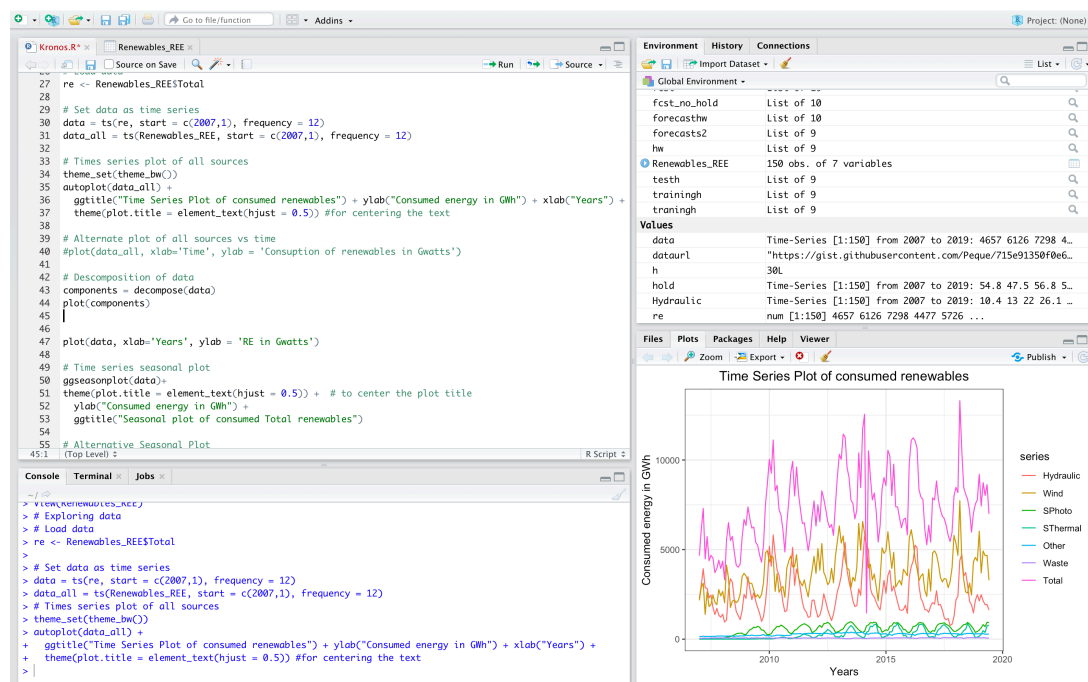 Go to file/function
Addins
Project: (None)
Kronos.R*
Renewables_REE
Source on Save
Run
Source
27 re <- Renewables_REE$Total
28
29 # Set data as time series
30 data = ts(re, start = c(2007,1), frequency = 12)
31 data_all = ts(Renewables_REE, start = c(2007,1), frequency = 12)
32
33 # Times series plot of all sources
34 theme_set(theme_bw())
35 autoplot(data_all) +
36 ggtitle("Time Series Plot of consumed renewables") + ylab("Consumed energy in GWh") + xlab("Years") +
37 theme(plot.title = element_text(hjust = 0.5)) #for centering the text
38
39 # Alternate plot of all sources vs time
40 #plot(data_all, xlab='Time', ylab = 'Consuption of renewables in Gwatts')
41
42 # Descomposition of data
43 components = decompose(data)
44 plot(components)
45
46
47 plot(data, xlab='Years', ylab = 'RE in Gwatts')
48
49 # Time series seasonal plot
50 ggseasonplot(data)+
51 theme(plot.title = element_text(hjust = 0.5)) + # to center the plot title
52 ylab("Consumed energy in GWh") +
53 ggtitle("Seasonal plot of consumed Total renewables")
54
55 # Alternative Seasonal Plot
45:1 (Top Level) R Script
Console Terminal Jobs
~/
> View(Renewables_REE)
> # Exploring data
> # Load data
> re <- Renewables_REE$Total
>
> # Set data as time series
> data = ts(re, start = c(2007,1), frequency = 12)
> data_all = ts(Renewables_REE, start = c(2007,1), frequency = 12)
> # Times series plot of all sources
> theme_set(theme_bw())
> autoplot(data_all) +
+ ggtitle("Time Series Plot of consumed renewables") + ylab("Consumed energy in GWh") + xlab("Years") +
+ theme(plot.title = element_text(hjust = 0.5)) #for centering the text
>
Environment History Connections
Import Dataset
List
Global Environment
fcst_no_hold List of 10
forecasthw List of 10
forecasts2 List of 9
hw List of 9
Renewables_REE 150 obs. of 7 variables
testh List of 9
trainingh List of 9
traningh List of 9
Values
data Time-Series [1:150] from 2007 to 2019: 4657 6126 7298 4…
dataurl "https://gist.githubusercontent.com/Peque/715e91350f0e6…
h 30L
hold Time-Series [1:150] from 2007 to 2019: 54.8 47.5 56.8 5…
Hydraulic Time-Series [1:150] from 2007 to 2019: 10.4 13 22 26.1 …
re num [1:150] 4657 6126 7298 4477 5726 ...
Files Plots Packages Help Viewer
Zoom Export Publish
Time Series Plot of consumed renewables
Consumed energy in GWh
10000
5000
0
2010 2015 2020
Years
series
Hydraulic
Wind
SPhoto
SThermal
Other
Waste
Total